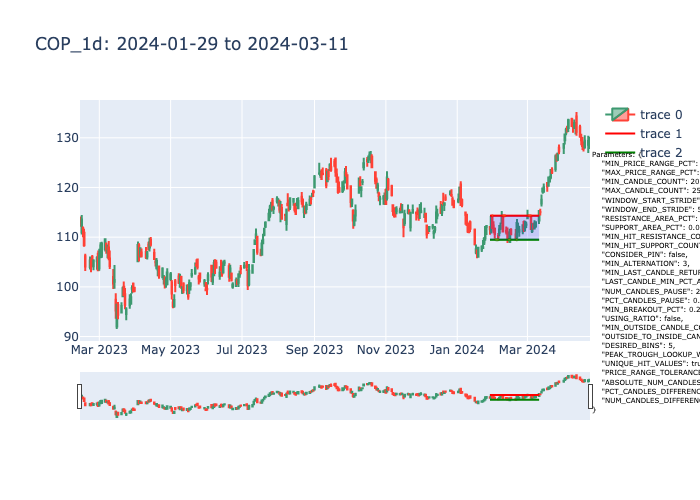 COP_1d: 2024-01-29 to 2024-03-11
trace 0
trace 1
trace 2
130
120
110
100
90
Mar 2023
May 2023
Jul 2023
Sep 2023
Nov 2023
Jan 2024
Mar 2024
Parameters: {
"MIN_PRICE_RANGE_PCT":
"MAX_PRICE_RANGE_PCT":
"MIN_CANDLE_COUNT": 20
"MAX_CANDLE_COUNT": 25
"WINDOW_START_STRIDE"
"WINDOW_END_STRIDE": 5
"RESISTANCE_AREA_PCT":
"SUPPORT_AREA_PCT": 0.0
"MIN_HIT_RESISTANCE_CO
"MIN_HIT_SUPPORT_COUNT
"CONSIDER_PIN": false,
"MIN_ALTERNATION": 3,
"MIN_LAST_CANDLE_RETUR
"LAST_CANDLE_MIN_PCT_A
"NUM_CANDLES_PAUSE": 2
"PCT_CANDLES_PAUSE": 0.
"MIN_BREAKOUT_PCT": 0.2
"USING_RATIO": false,
"MIN_OUTSIDE_CANDLE_CO
"OUTSIDE_TO_INSIDE_CAN
"DESIRED_BINS": 5,
"PEAK_TROUGH_LOOKUP_W
"UNIQUE_HIT_VALUES": tru
"PRICE_RANGE_TOLERANC
"ABSOLUTE_NUM_CANDLES
"PCT_CANDLES_DIFFERENC
"NUM_CANDLES_DIFFEREN
}